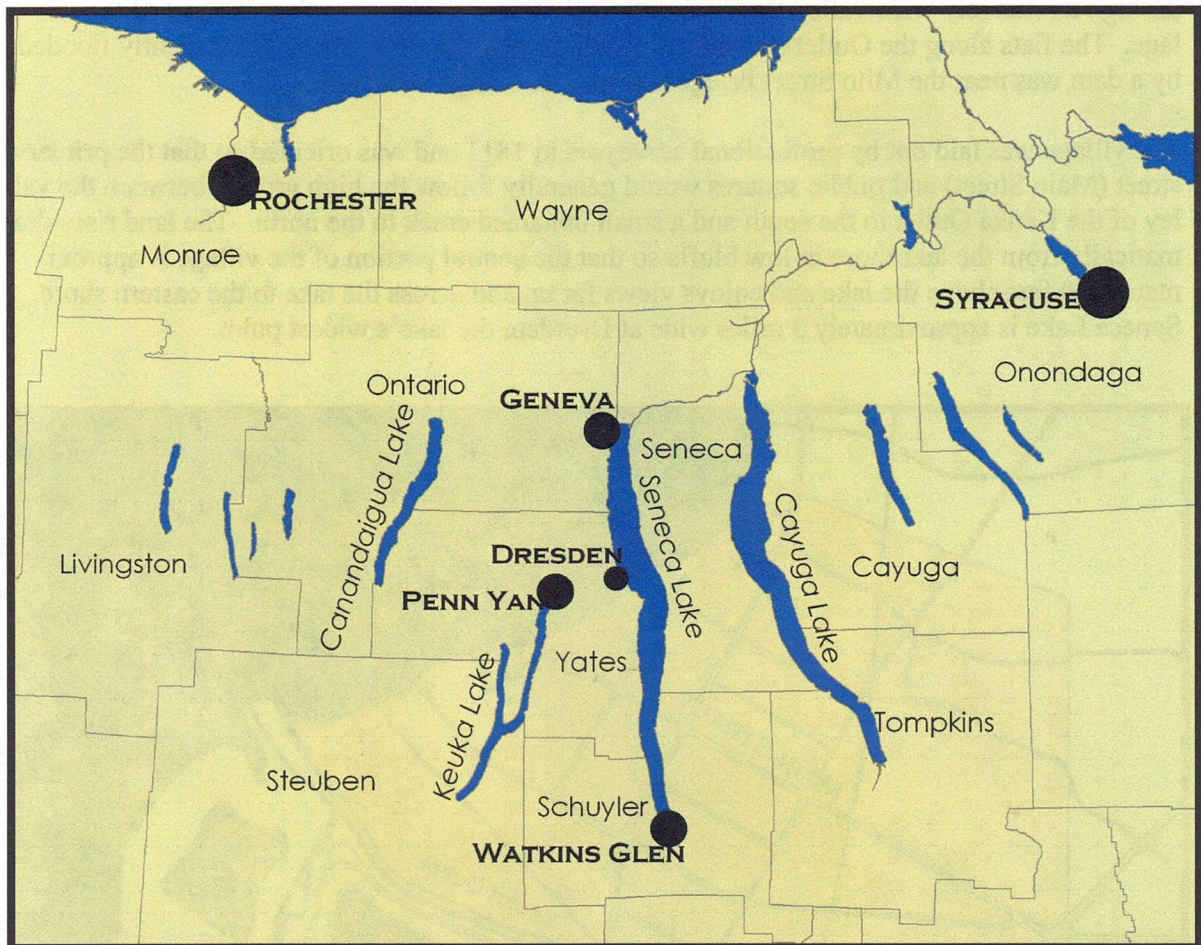 ROCHESTER
Wayne
Monroe
SYRACUSE
Ontario
Onondaga
GENEVA
Seneca
Canandaigua Lake
Seneca Lake
Cayuga Lake
DRESDEN
Livingston
Cayuga
PENN YAN
Yates
Keuka Lake
Tompkins
Steuben
Schuyler
WATKINS GLEN